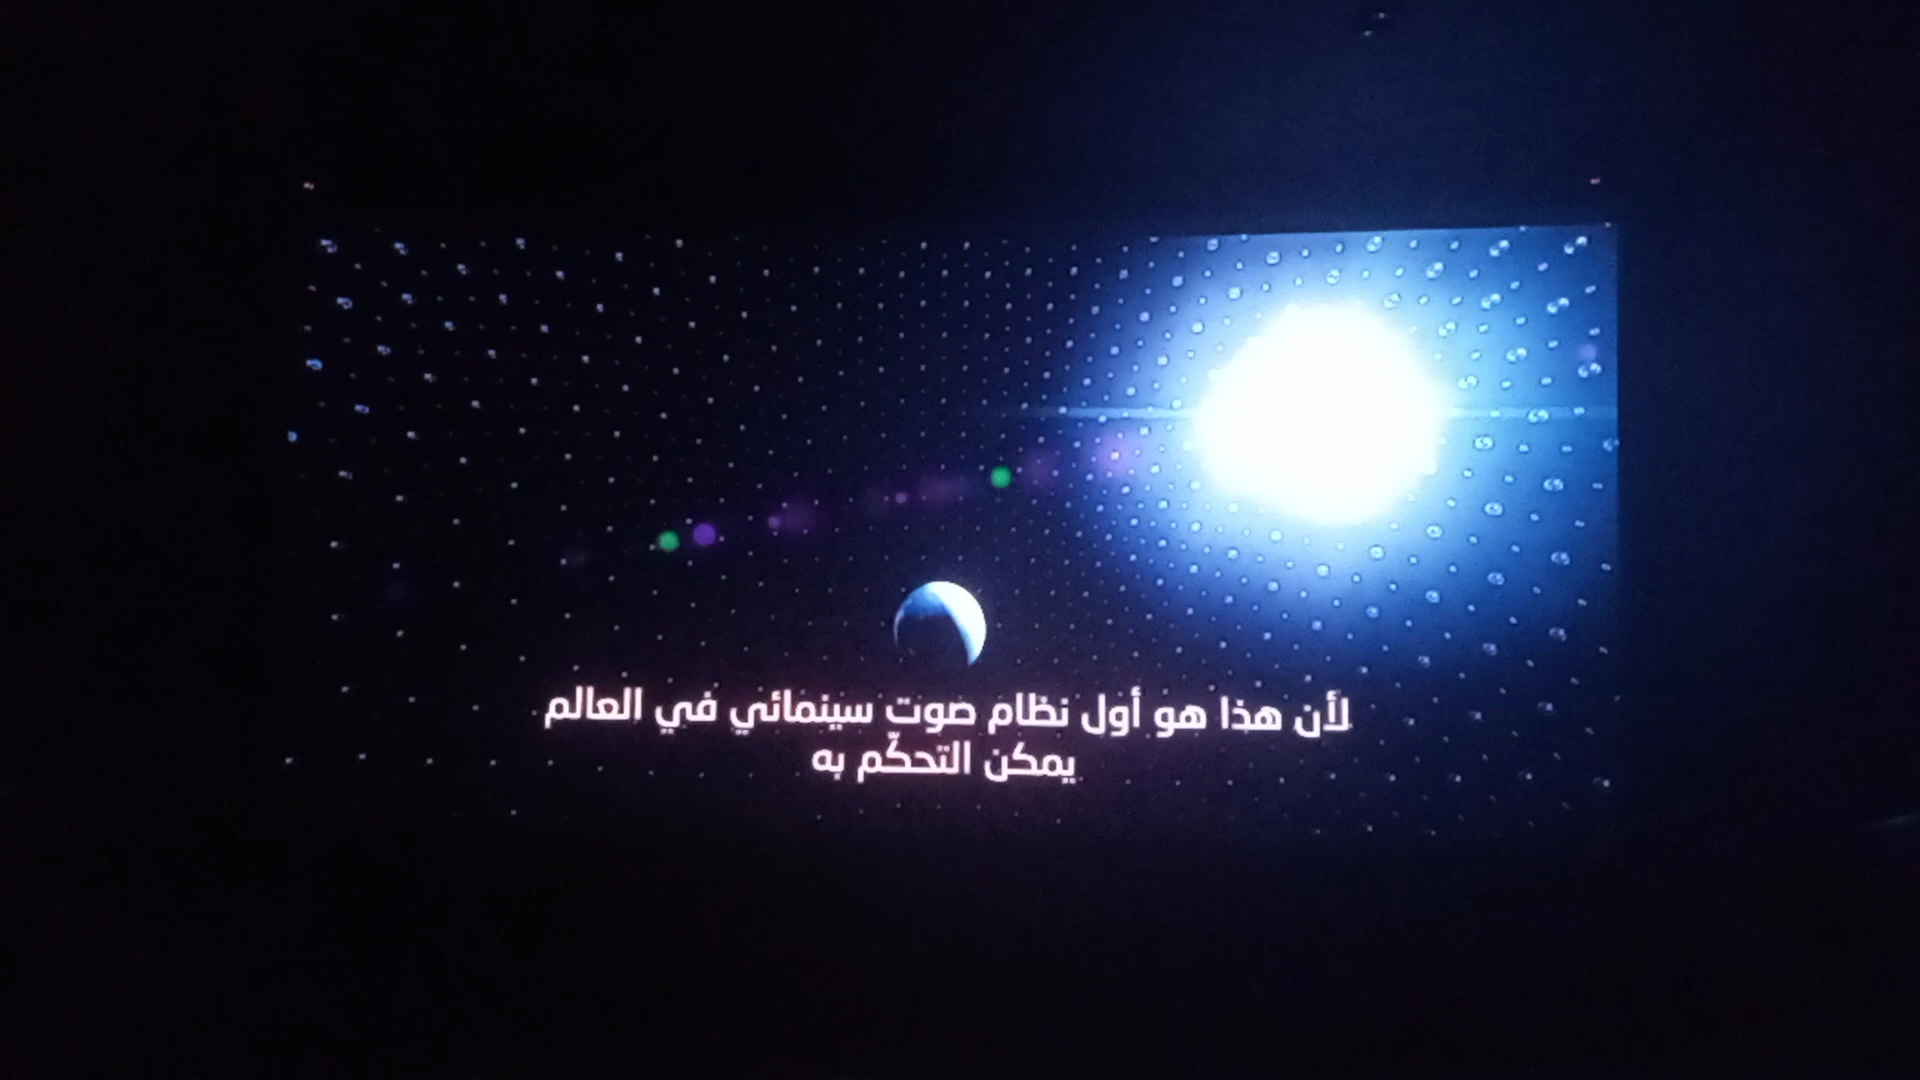 لأن هذا هو أول نظام صوت سينمائي في العالم
يمكن التحكّم به